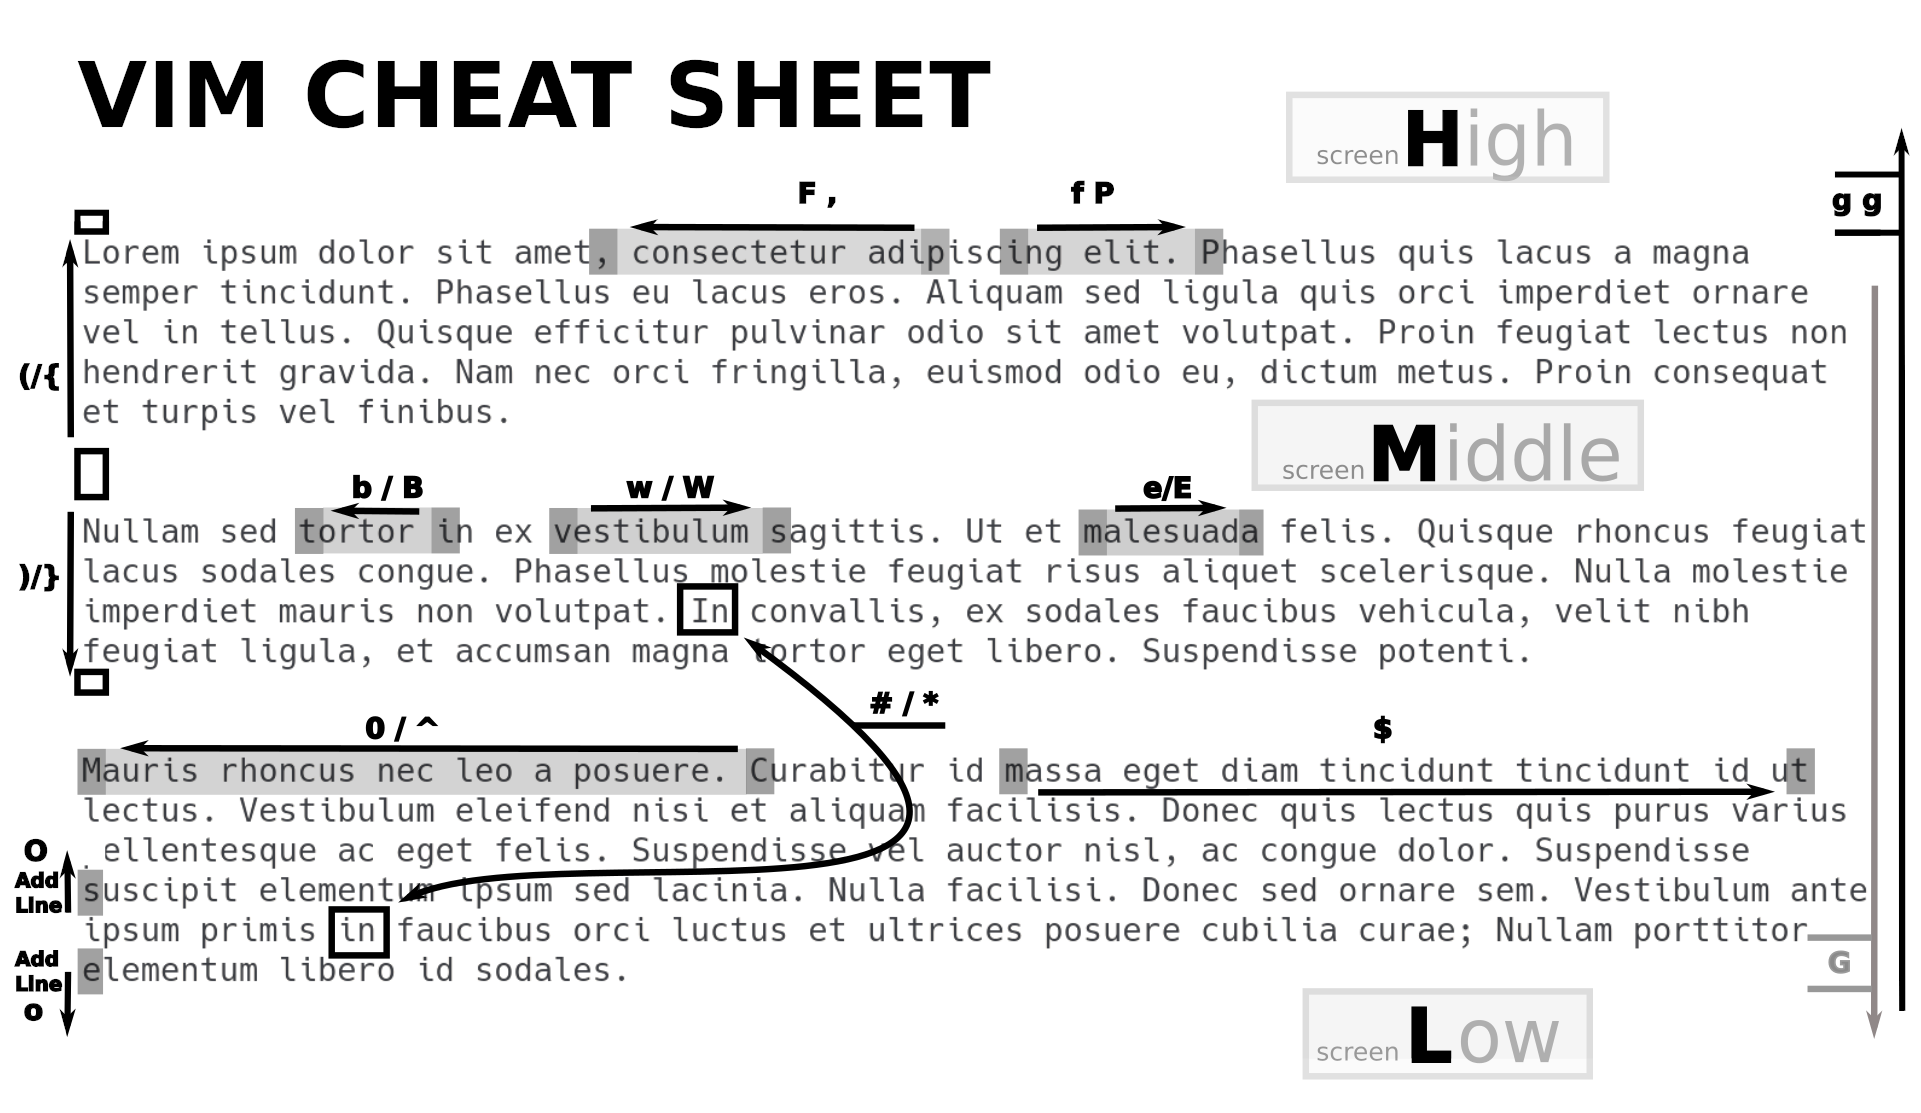 VIM CHEAT SHEET
screen High
F ,
f P
g g
Lorem ipsum dolor sit amet, consectetur adipiscing elit. Phasellus quis lacus a magna
semper tincidunt. Phasellus eu lacus eros. Aliquam sed ligula quis orci imperdiet ornare
vel in tellus. Quisque efficitur pulvinar odio sit amet volutpat. Proin feugiat lectus non
(/{
hendrerit gravida. Nam nec orci fringilla, euismod odio eu, dictum metus. Proin consequat
et turpis vel finibus.
screen Middle
b / B
w / W
e/E
Nullam sed tortor in ex vestibulum sagittis. Ut et malesuada felis. Quisque rhoncus feugiat
)/}
lacus sodales congue. Phasellus molestie feugiat risus aliquet scelerisque. Nulla molestie
imperdiet mauris non volutpat. In convallis, ex sodales faucibus vehicula, velit nibh
feugiat ligula, et accumsan magna tortor eget libero. Suspendisse potenti.
# / *
0 / ^
$
Mauris rhoncus nec leo a posuere. Curabitur id massa eget diam tincidunt tincidunt id ut
lectus. Vestibulum eleifend nisi et aliquam facilisis. Donec quis lectus quis purus varius
ellentesque ac eget felis. Suspendisse vel auctor nisl, ac congue dolor. Suspendisse
O
Add
Line
suscipit elementum ipsum sed lacinia. Nulla facilisi. Donec sed ornare sem. Vestibulum ante
ipsum primis in faucibus orci luctus et ultrices posuere cubilia curae; Nullam porttitor
elementum libero id sodales.
Add
Line
o
G
screen Low